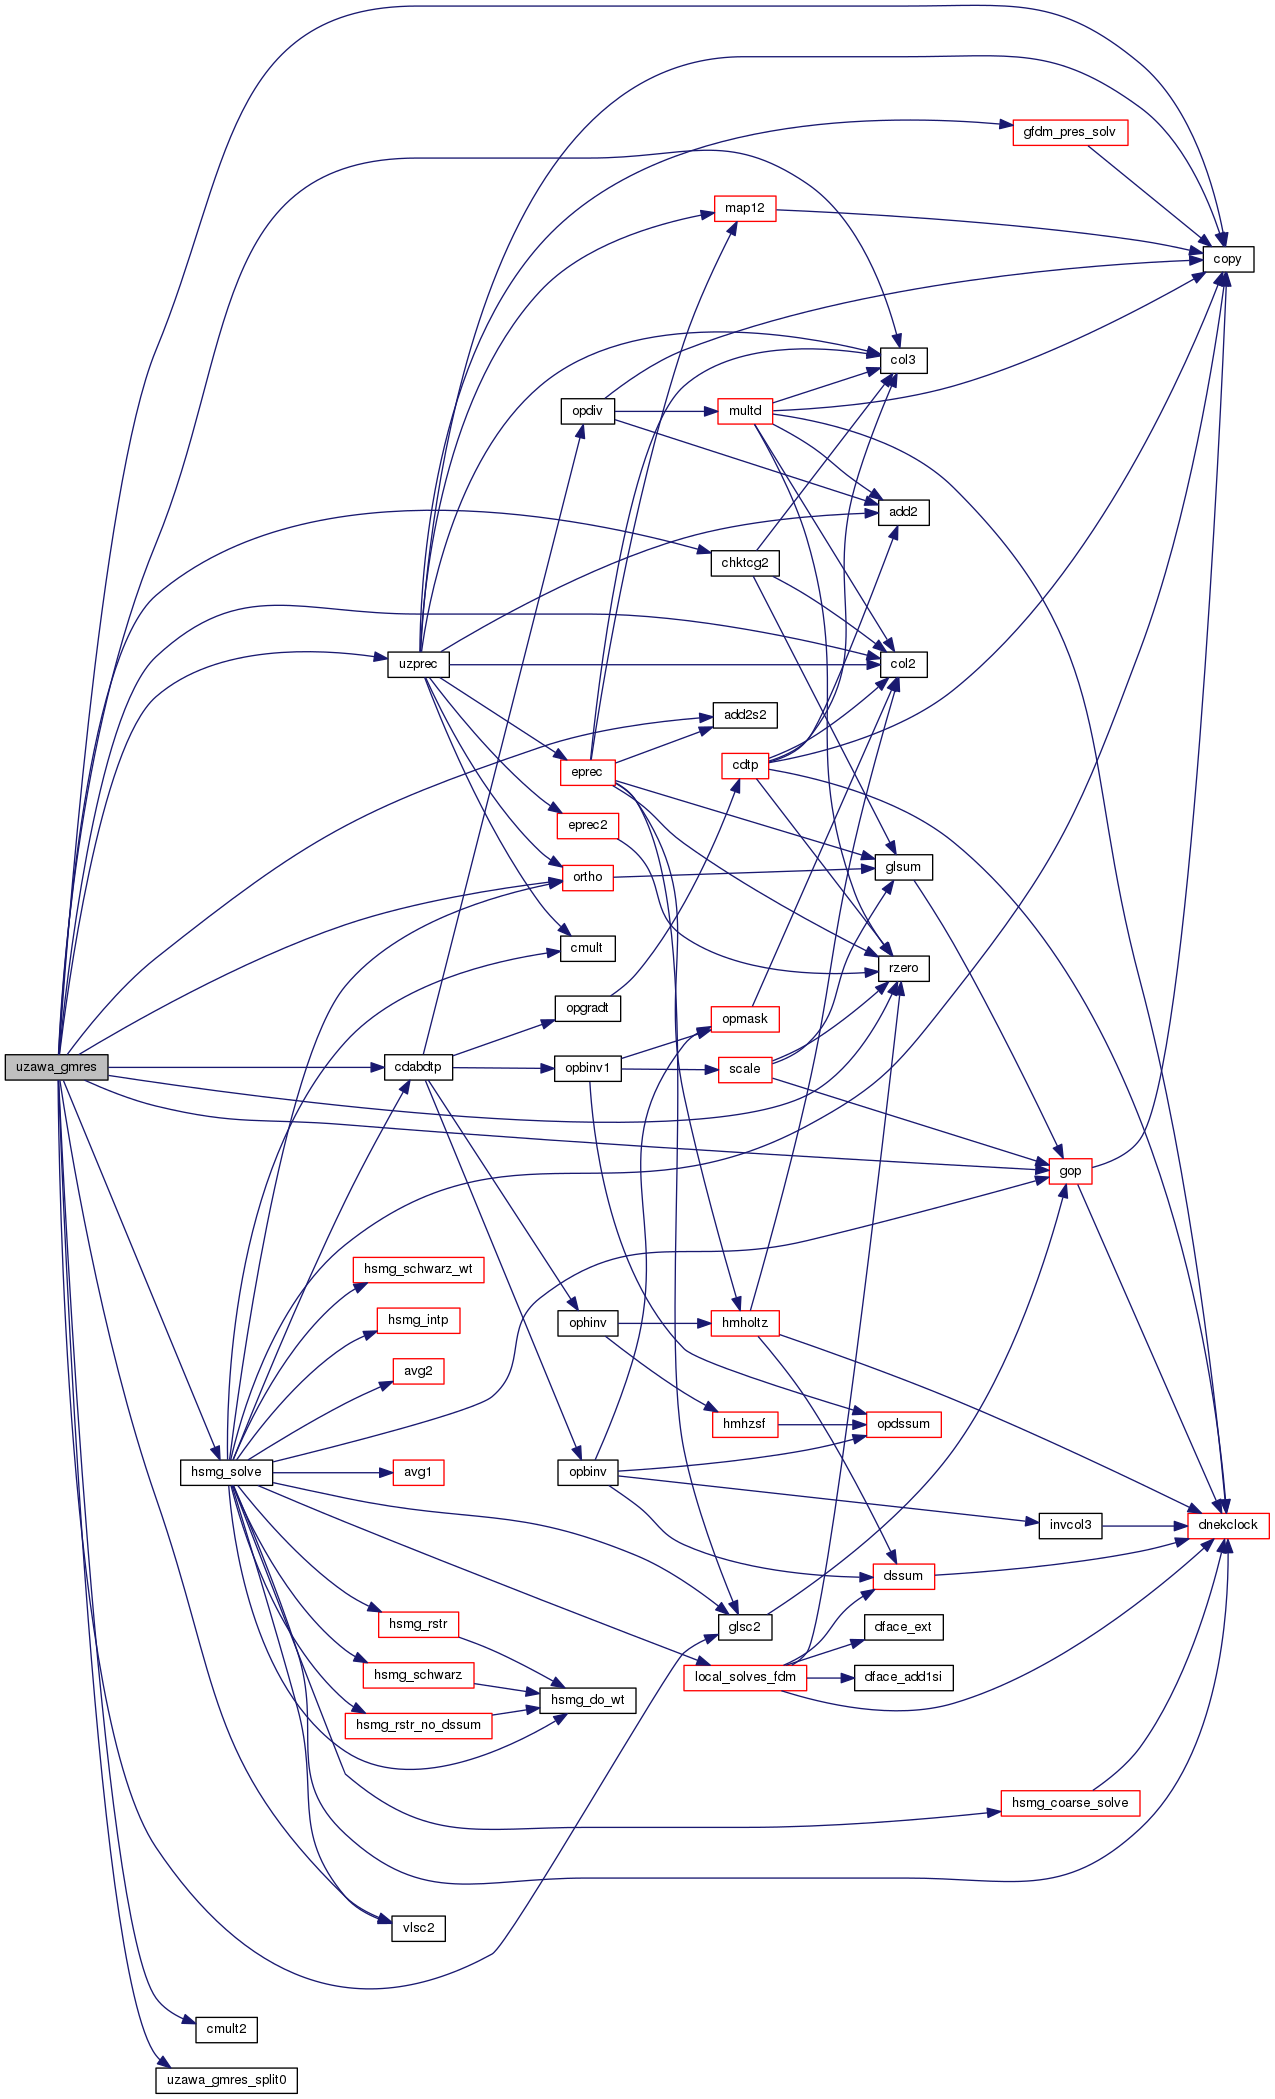 gfdm_pres_solv
map12
copy
col3
opdiv
multd
add2
chktcg2
uzprec
col2
add2s2
eprec
cdtp
eprec2
ortho
glsum
cmult
rzero
opgradt
opmask
uzawa_gmres
cdabdtp
opbinv1
scale
gop
hsmg_schwarz_wt
hsmg_intp
ophinv
hmholtz
avg2
hmhzsf
opdssum
hsmg_solve
avg1
opbinv
invcol3
dnekclock
dssum
hsmg_rstr
glsc2
dface_ext
hsmg_schwarz
local_solves_fdm
dface_add1si
hsmg_do_wt
hsmg_rstr_no_dssum
hsmg_coarse_solve
vlsc2
cmult2
uzawa_gmres_split0